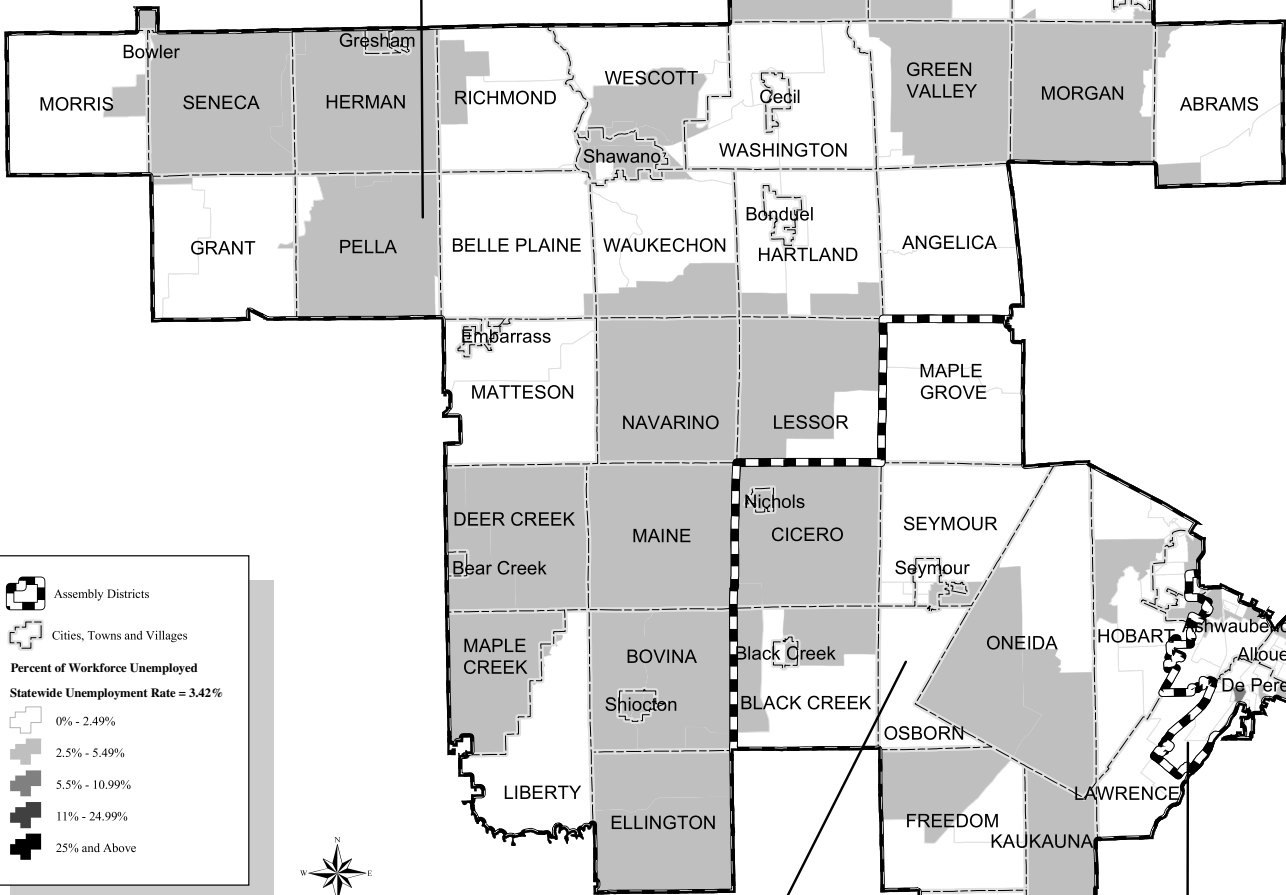 Bowler
Gresham
MORRIS
SENECA
HERMAN
RICHMOND
WESCOTT
Cecil
GREEN
VALLEY
MORGAN
ABRAMS
Shawano
WASHINGTON
GRANT
PELLA
BELLE PLAINE
WAUKECHON
Bonduel
HARTLAND
ANGELICA
Embarrass
MATTESON
NAVARINO
LESSOR
MAPLE
GROVE
DEER CREEK
MAINE
Nichols
CICERO
SEYMOUR
Bear Creek
Seymour
MAPLE
CREEK
BOVINA
Black Creek
ONEIDA
HOBART
Alloue
De Pere
Shiocton
BLACK CREEK
OSBORN
LIBERTY
ELLINGTON
LAWRENCE
FREEDOM
KAUKAUNA
Assembly Districts
Cities, Towns and Villages
Percent of Workforce Unemployed
Statewide Unemployment Rate = 3.42%
0% - 2.49%
2.5% - 5.49%
5.5% - 10.99%
11% - 24.99%
25% and Above
N
W
E